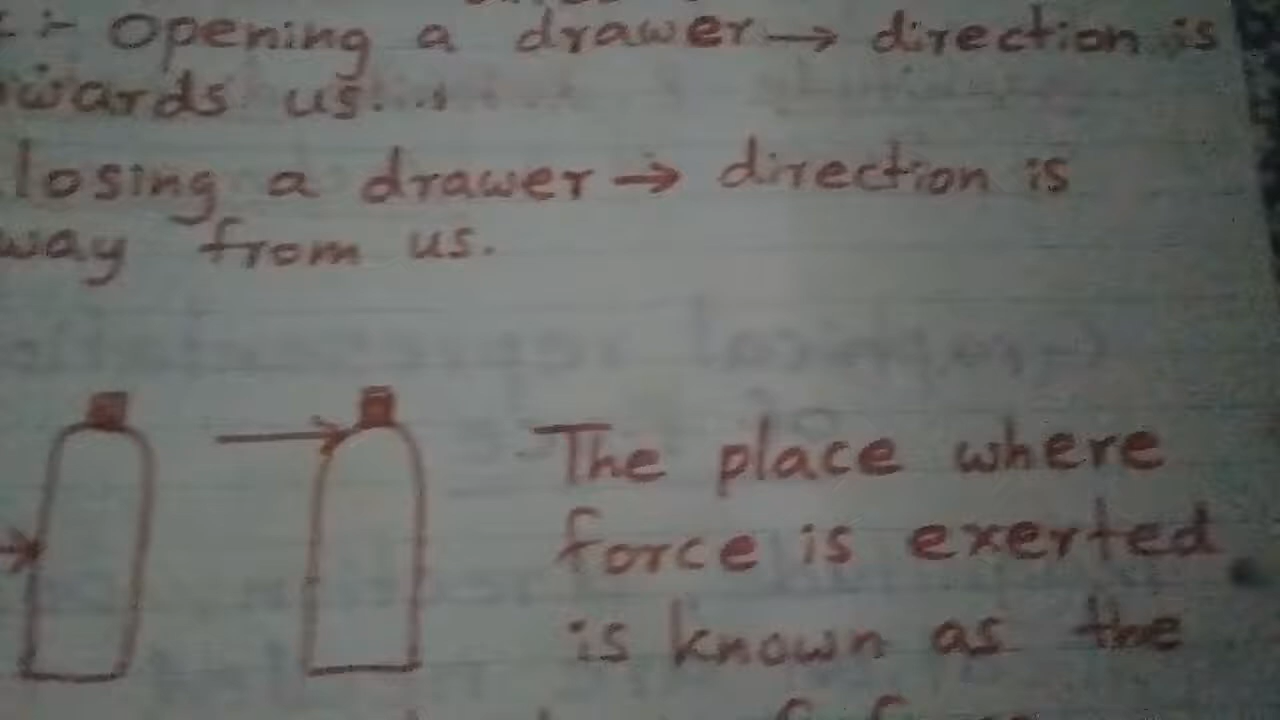 :- Opening a drawer → direction is
wards us...
losing a drawer → direction is
way from us.
The place where
force is exerted
is known as the